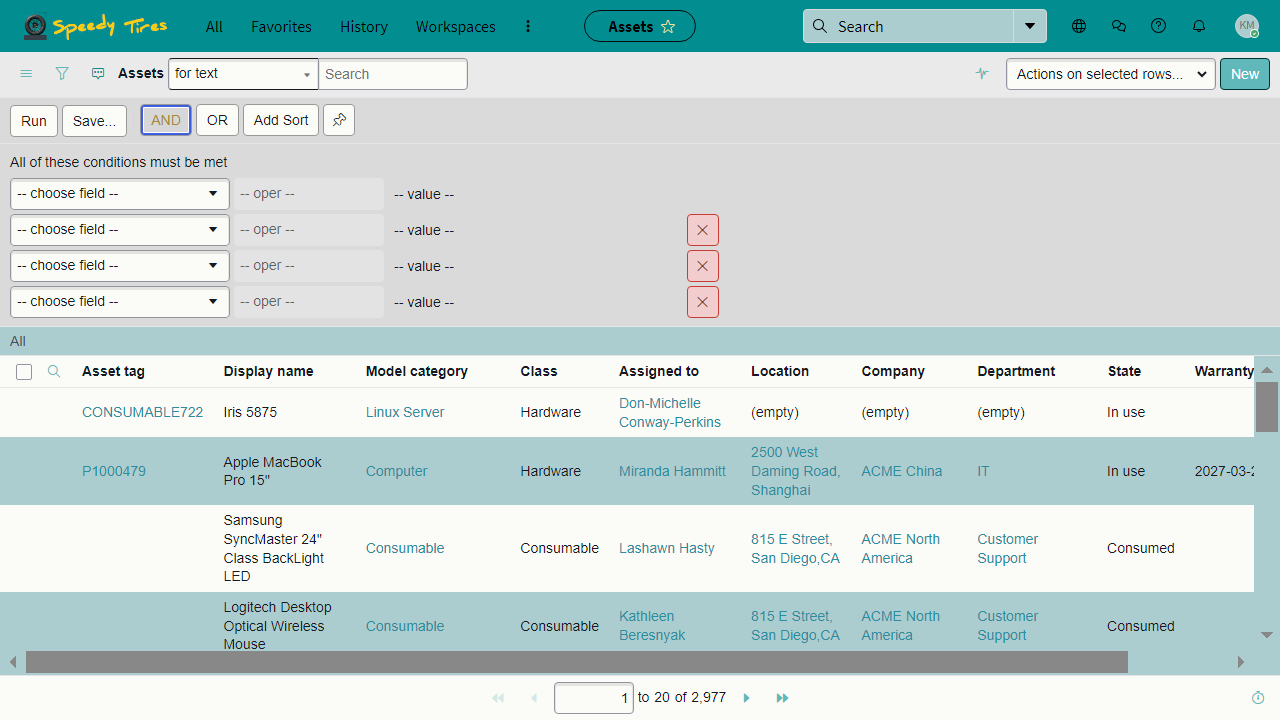 Speedy Tires All Favorites History Workspaces Assets Search KM
Assets for text Search Actions on selected rows... New
Run Save... AND OR Add Sort
All of these conditions must be met
-- choose field -- -- oper -- -- value --
-- choose field -- -- oper -- -- value --
-- choose field -- -- oper -- -- value --
-- choose field -- -- oper -- -- value --
All
Asset tag Display name Model category Class Assigned to Location Company Department State Warranty
CONSUMABLE722 Iris 5875 Linux Server Hardware Don-Michelle Conway-Perkins (empty) (empty) (empty) In use
P1000479 Apple MacBook Pro 15" Computer Hardware Miranda Hammitt 2500 West Daming Road, Shanghai ACME China IT In use 2027-03-2
Samsung SyncMaster 24" Class BackLight LED Consumable Consumable Lashawn Hasty 815 E Street, San Diego,CA ACME North America Customer Support Consumed
Logitech Desktop Optical Wireless Mouse Consumable Consumable Kathleen Beresnyak 815 E Street, San Diego,CA ACME North America Customer Support Consumed
1 to 20 of 2,977